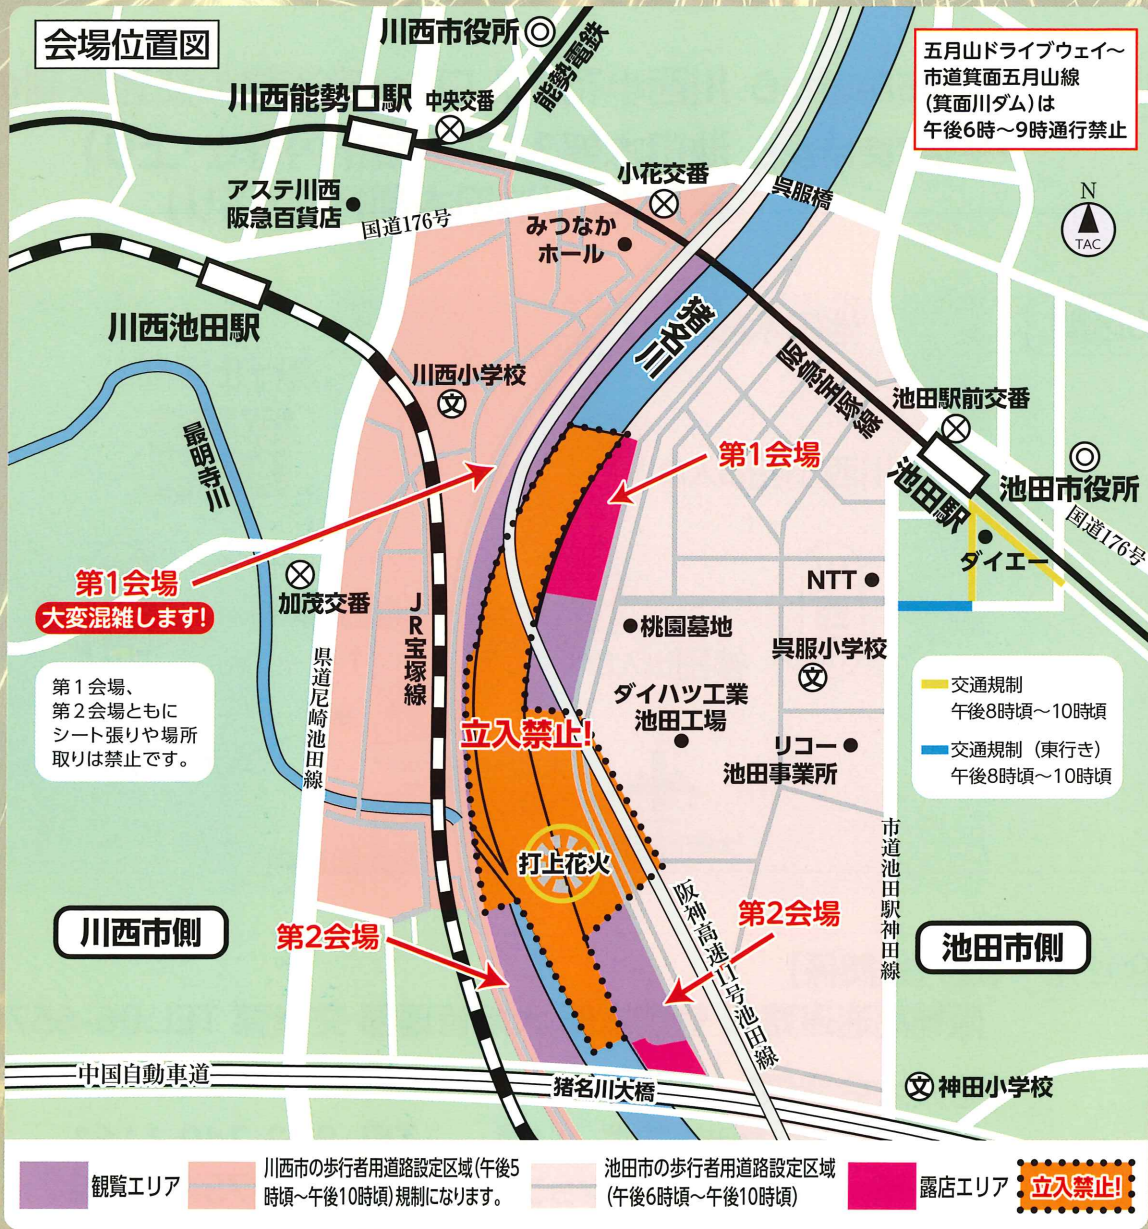 会場位置図
川西市役所
能勢電鉄
五月山ドライブウェイ～
市道箕面五月山線
(箕面川ダム)は
午後6時～9時通行禁止
川西能勢口駅
中央交番
小花交番
呉服橋
N
TAC
アステ川西
阪急百貨店
国道176号
みつなか
ホール
川西池田駅
猪名川
川西小学校
文
阪急宝塚線
池田駅前交番
最明寺川
第1会場
池田駅
池田市役所
国道176号
ダイエー
第1会場
大変混雑します!
加茂交番
JR宝塚線
NTT
桃園墓地
呉服小学校
文
県道尼崎池田線
第1会場、
第2会場ともに
シート張りや場所
取りは禁止です。
ダイハツ工業
池田工場
立入禁止!
リコー
池田事業所
交通規制
午後8時頃～10時頃
交通規制（東行き）
午後8時頃～10時頃
打上花火
市道池田駅神田線
川西市側
第2会場
阪神高速11号池田線
第2会場
池田市側
中国自動車道
猪名川大橋
文
神田小学校
観覧エリア
川西市の歩行者用道路設定区域(午後5
時頃～午後10時頃)規制になります。
池田市の歩行者用道路設定区域
(午後6時頃～午後10時頃)
露店エリア
立入禁止!